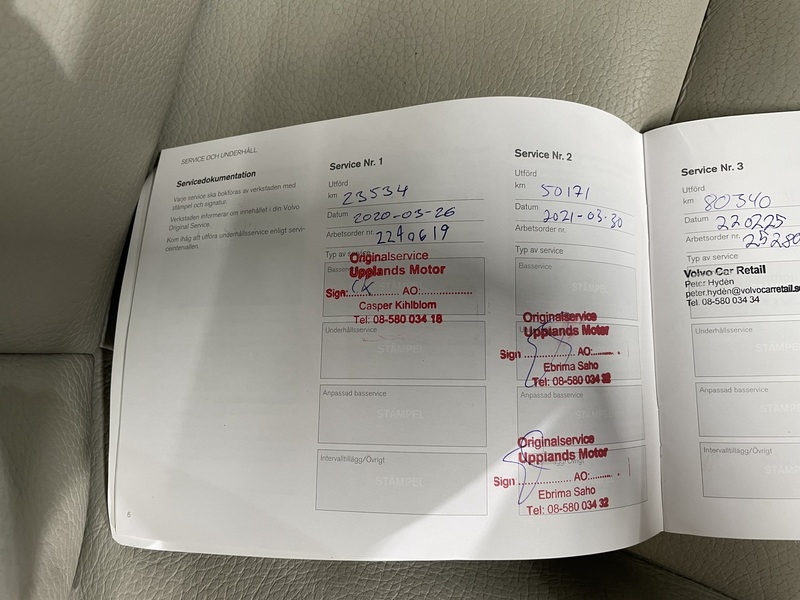 SERVICE OCH UNDERHÅLL
Servicedokumentation
Varje service ska bokföras av verkstaden med
stämpel och signatur.
Verkstaden informerar om innehållet i din Volvo
Original Service.
Kom ihåg att utföra underhållsservice enligt servi-
ceintervallen.
6
Service Nr. 1
Utförd
km 23534
Datum 2020-03-26
Arbetsorder nr. 2240619
Typ av service
Basservice
Originalservice
Upplands Motor
Sign: AO:
Casper Kihlblom
Tel: 08-580 034 18
Underhållsservice
STÄMPEL
Anpassad basservice
STÄMPEL
Intervalltillägg/Övrigt
STÄMPEL
Service Nr. 2
Utförd
km 50171
Datum 2021-03-30
Arbetsorder nr.
Typ av service
Basservice
Originalservice
Upplands Motor
Sign AO:
Ebrima Saho
Tel: 08-580 034 32
Anpassad basservice
STÄMPEL
Originalservice
Upplands Motor
Sign AO:
Ebrima Saho
Tel: 08-580 034 32
Service Nr. 3
Utförd
km 80340
Datum 220225
Arbetsorder nr.
Typ av service
Volvo Car Retail
Peter Hydén
peter.hydén@volvocarretail.s
Tel. 08-580 034 34
Underhållsservice
STÄMP
Anpassad basservice
STÄMP
Intervalltillägg/Övrigt
STÄMP